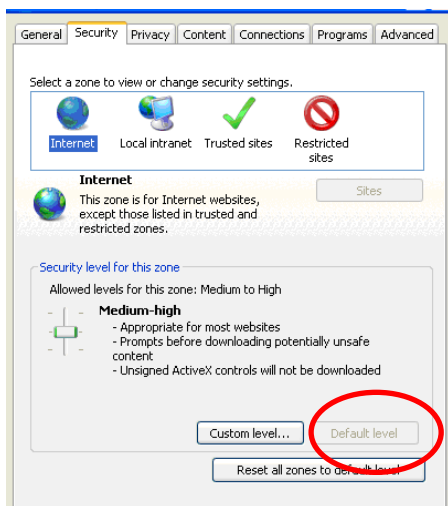 General Security Privacy Content Connections Programs Advanced
Select a zone to view or change security settings.
Internet Local intranet Trusted sites Restricted
sites
Internet
Sites
This zone is for Internet websites,
except those listed in trusted and
restricted zones.
Security level for this zone
Allowed levels for this zone: Medium to High
Medium-high
- Appropriate for most websites
- Prompts before downloading potentially unsafe
content
- Unsigned ActiveX controls will not be downloaded
Custom level... Default level
Reset all zones to default level